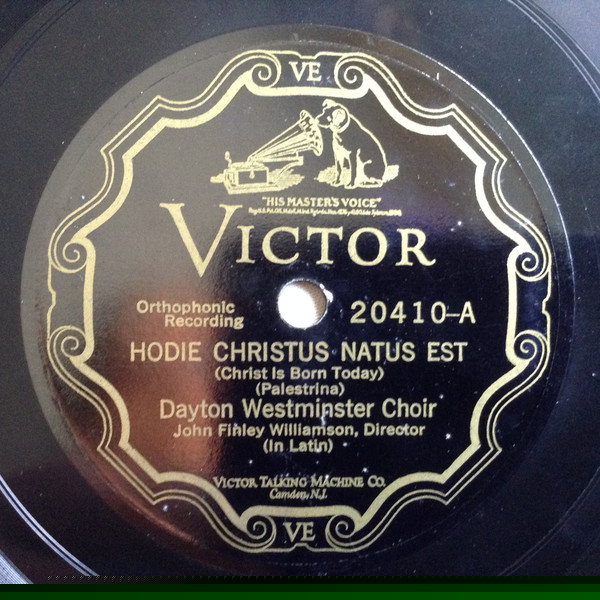 VE
"HIS MASTER'S VOICE"
VICTOR
Orthophonic
Recording
20410-A
HODIE CHRISTUS NATUS EST
(Christ Is Born Today)
(Palestrina)
Dayton Westminster Choir
John Finley Williamson, Director
(In Latin)
VICTOR TALKING MACHINE CO.
Camden, N.J.
VE